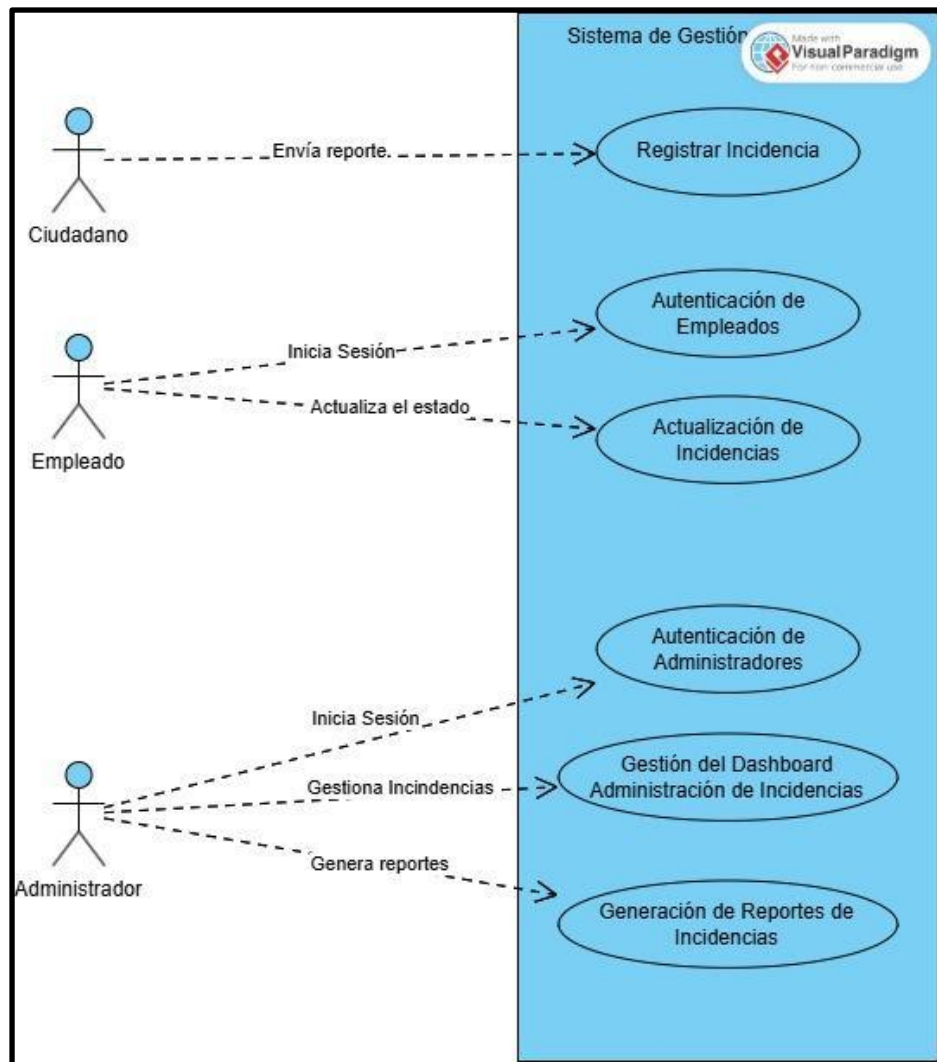 Sistema de Gestión
Made with
Visual Paradigm
For non-commercial use
Envía reporte.
Registrar Incidencia
Ciudadano
Autenticación de
Empleados
Inicia Sesión
Actualiza el estado
Actualización de
Incidencias
Empleado
Autenticación de
Administradores
Inicia Sesión
Gestiona Incindencias
Gestión del Dashboard
Administración de Incidencias
Genera reportes
Administrador
Generación de Reportes de
Incidencias